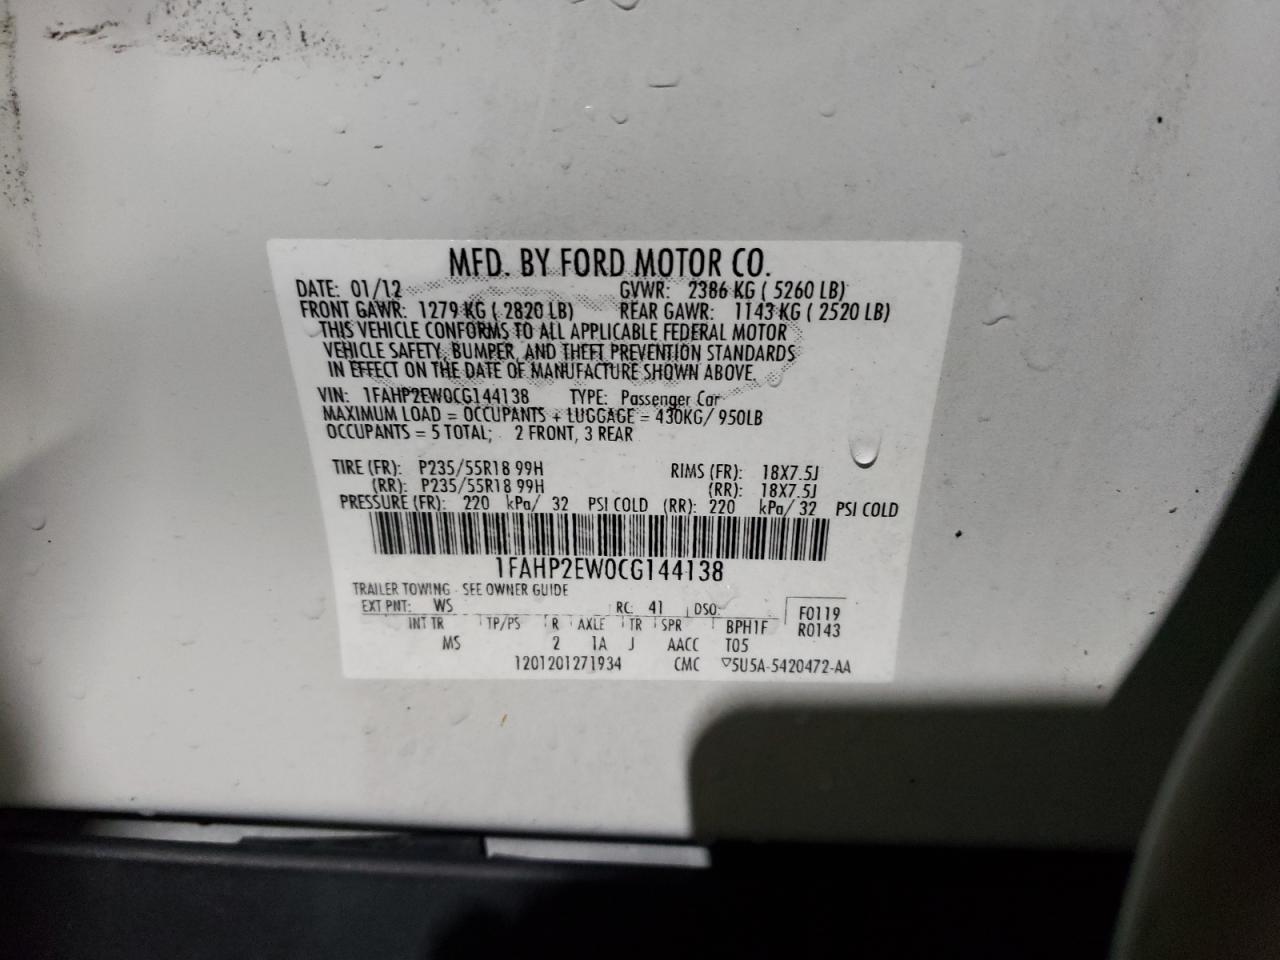 MFD. BY FORD MOTOR CO.
DATE: 01/12 GVWR: 2386 KG ( 5260 LB)
FRONT GAWR: 1279 KG ( 2820 LB) REAR GAWR: 1143 KG ( 2520 LB)
THIS VEHICLE CONFORMS TO ALL APPLICABLE FEDERAL MOTOR
VEHICLE SAFETY, BUMPER, AND THEFT PREVENTION STANDARDS
IN EFFECT ON THE DATE OF MANUFACTURE SHOWN ABOVE.
VIN: 1FAHP2EW0CG144138 TYPE: Passenger Car
MAXIMUM LOAD = OCCUPANTS + LUGGAGE = 430KG/ 950LB
OCCUPANTS = 5 TOTAL; 2 FRONT, 3 REAR
TIRE (FR): P235/55R18 99H RIMS (FR): 18X7.5J
(RR): P235/55R18 99H (RR): 18X7.5J
PRESSURE (FR): 220 kPa/ 32 PSI COLD (RR): 220 kPa/ 32 PSI COLD
1FAHP2EW0CG144138
TRAILER TOWING - SEE OWNER GUIDE
EXT PNT: WS RC: 41 DSO: F0119
INT TR TP/PS R AXLE TR SPR BPH1F R0143
MS 2 1A J AACC T05
1201201271934 CMC ▽5U5A-5420472-AA